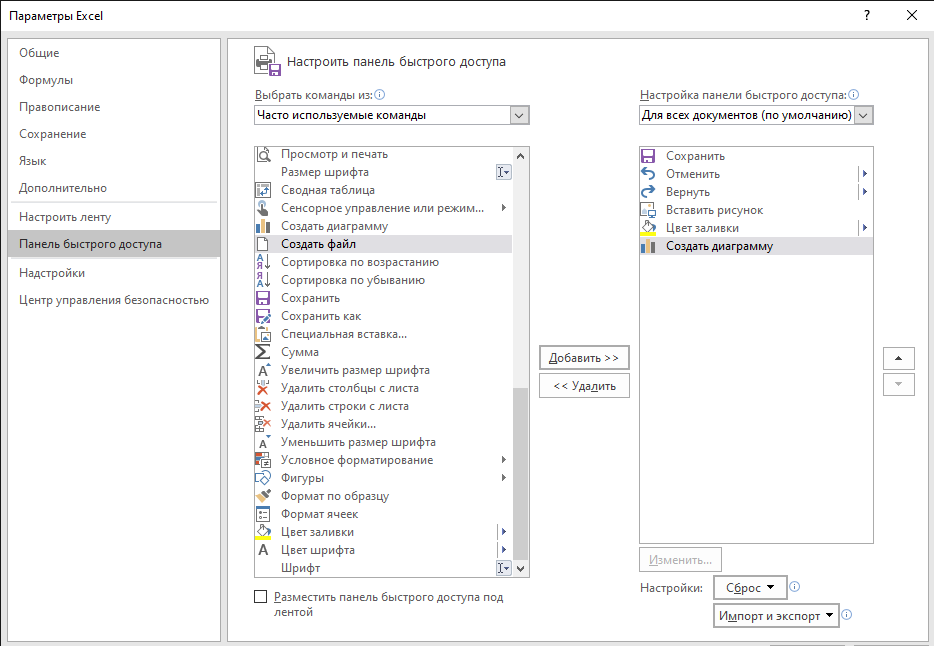 Параметры Excel
?
Общие
Формулы
Правописание
Сохранение
Язык
Дополнительно
Настроить ленту
Панель быстрого доступа
Надстройки
Центр управления безопасностью
Настроить панель быстрого доступа
Выбрать команды из:
Часто используемые команды
Просмотр и печать
Размер шрифта
Сводная таблица
Сенсорное управление или режим...
Создать диаграмму
Создать файл
Сортировка по возрастанию
Сортировка по убыванию
Сохранить
Сохранить как
Специальная вставка...
Сумма
Увеличить размер шрифта
Удалить столбцы с листа
Удалить строки с листа
Удалить ячейки...
Уменьшить размер шрифта
Условное форматирование
Фигуры
Формат по образцу
Формат ячеек
Цвет заливки
Цвет шрифта
Шрифт
Разместить панель быстрого доступа под
лентой
Добавить >>
<< Удалить
Настройка панели быстрого доступа:
Для всех документов (по умолчанию)
Сохранить
Отменить
Вернуть
Вставить рисунок
Цвет заливки
Создать диаграмму
Изменить...
Настройки:
Сброс
Импорт и экспорт